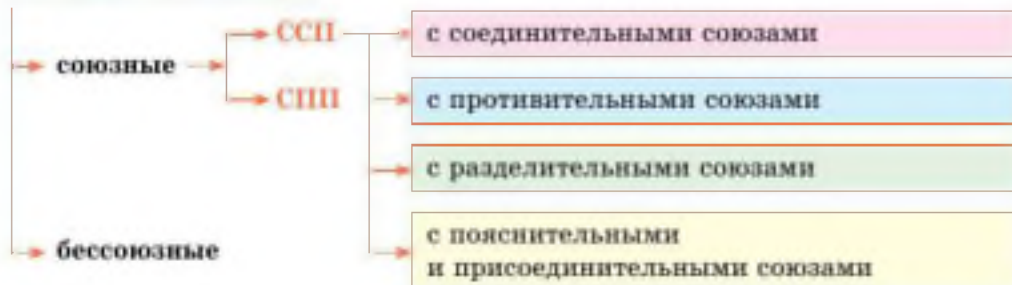 союзные
ССП
СПП
бессоюзные
с соединительными союзами
с противительными союзами
с разделительными союзами
с пояснительными
и присоединительными союзами